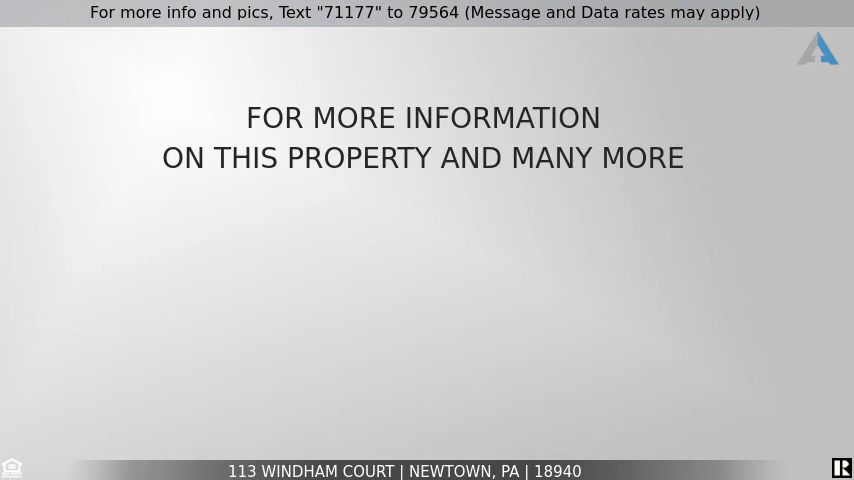 For more info and pics, Text "71177" to 79564 (Message and Data rates may apply)
FOR MORE INFORMATION
ON THIS PROPERTY AND MANY MORE
113 WINDHAM COURT | NEWTOWN, PA | 18940